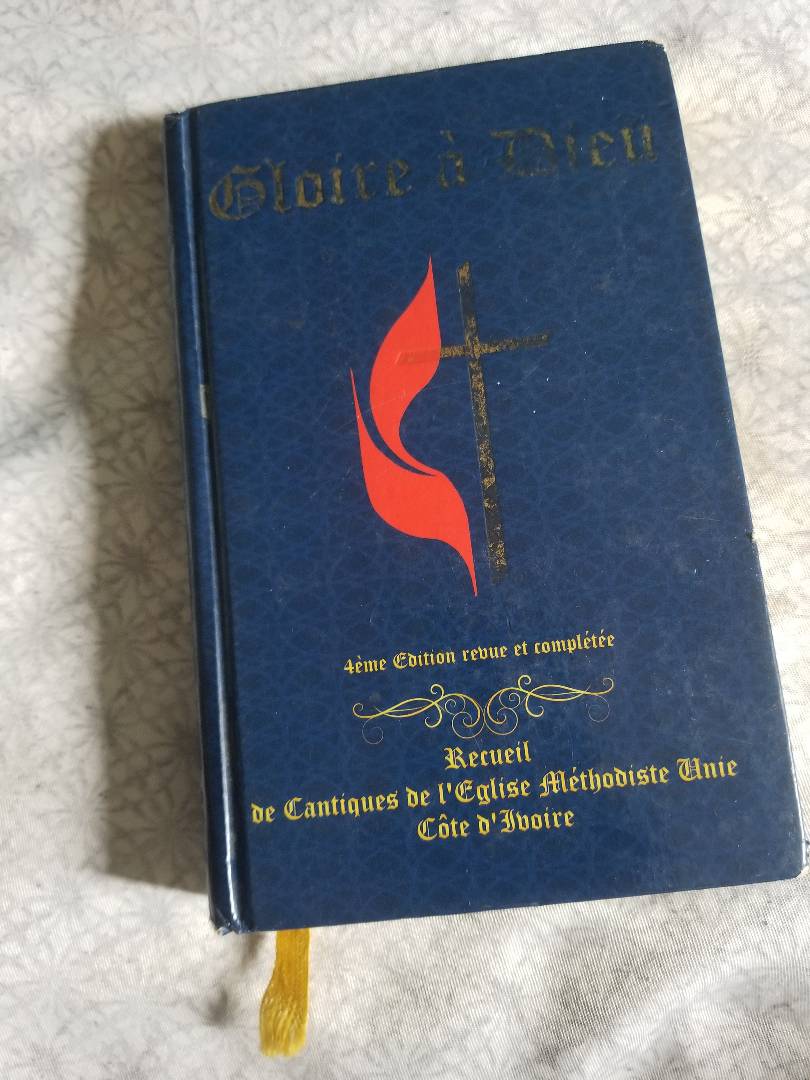 Gloire à Dieu
4ème Edition revue et complétée
Recueil
de Cantiques de l'Eglise Méthodiste Unie
Côte d'Ivoire